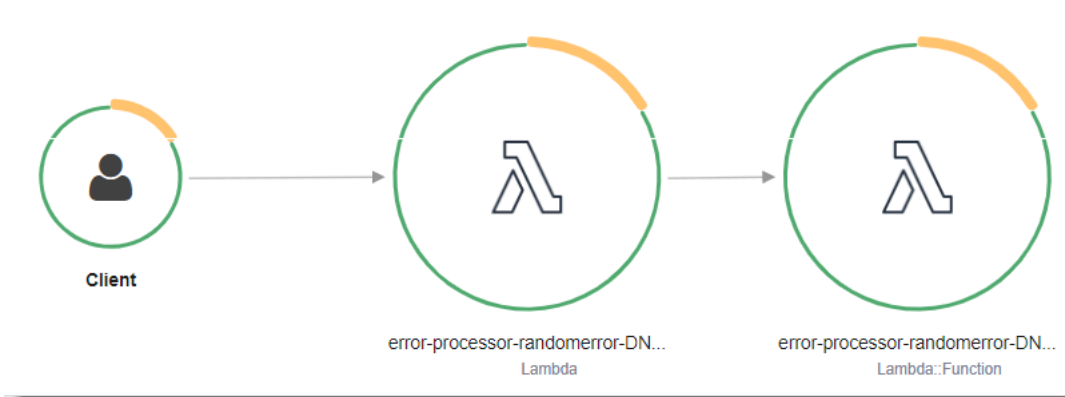 Client
error-processor-randomerror-DN...
Lambda
error-processor-randomerror-DN...
Lambda::Function